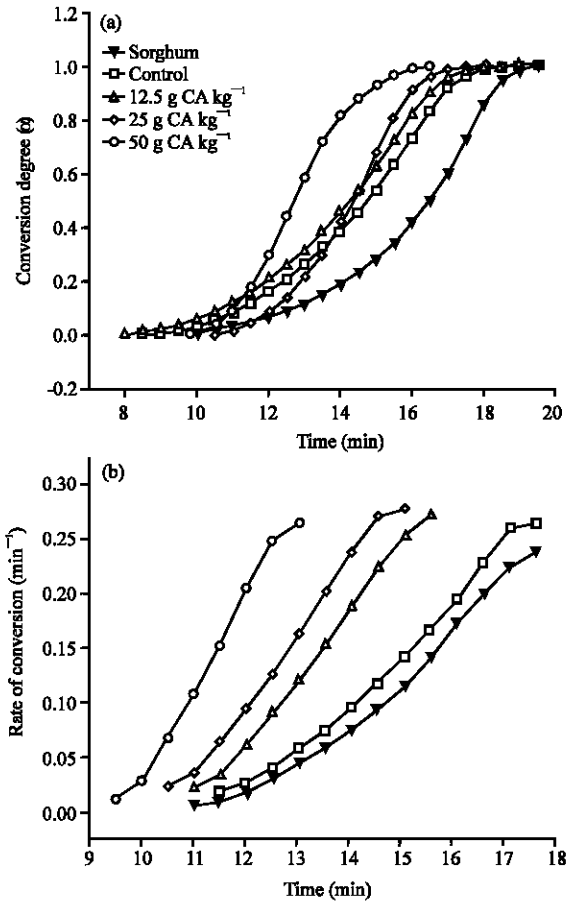 (a)
Sorghum
Control
12.5 g CA kg⁻¹
25 g CA kg⁻¹
50 g CA kg⁻¹
Conversion degree (α)
1.0
0.8
0.6
0.4
0.2
0.0
-0.2
8 10 12 14 16 18 20
Time (min)
(b)
Rate of conversion (min⁻¹)
0.30
0.25
0.20
0.15
0.10
0.05
0.00
9 10 11 12 13 14 15 16 17 18
Time (min)